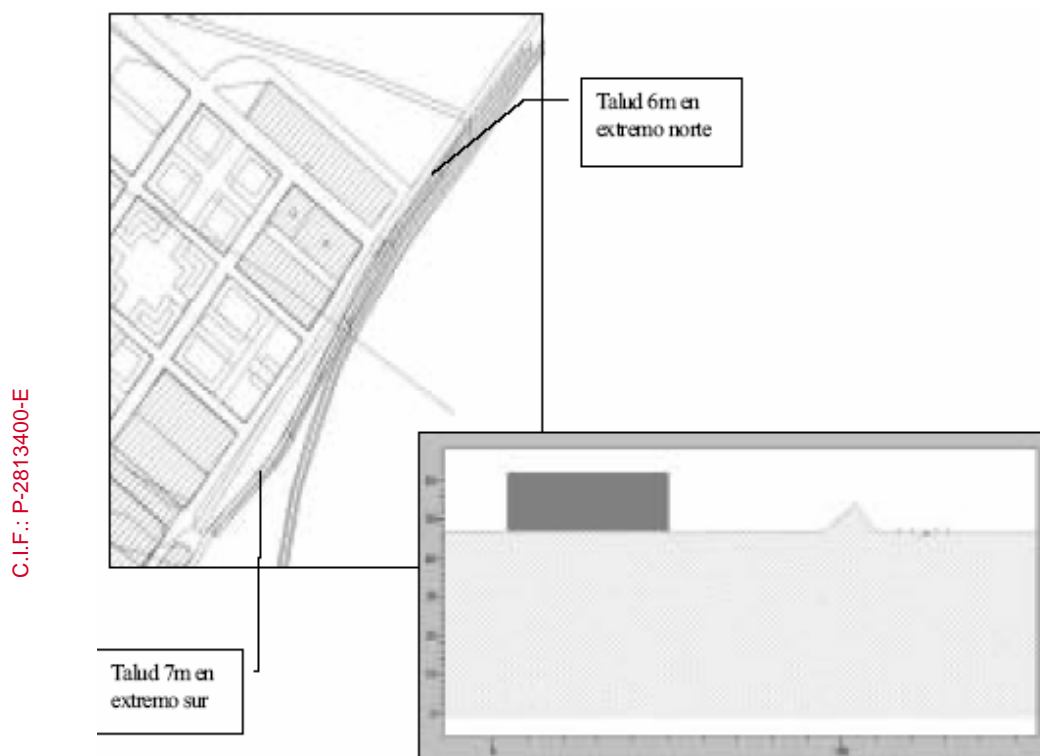 Talud 6m en
extremo norte
C.I.F.: P-2813400-E
Talud 7m en
extremo sur